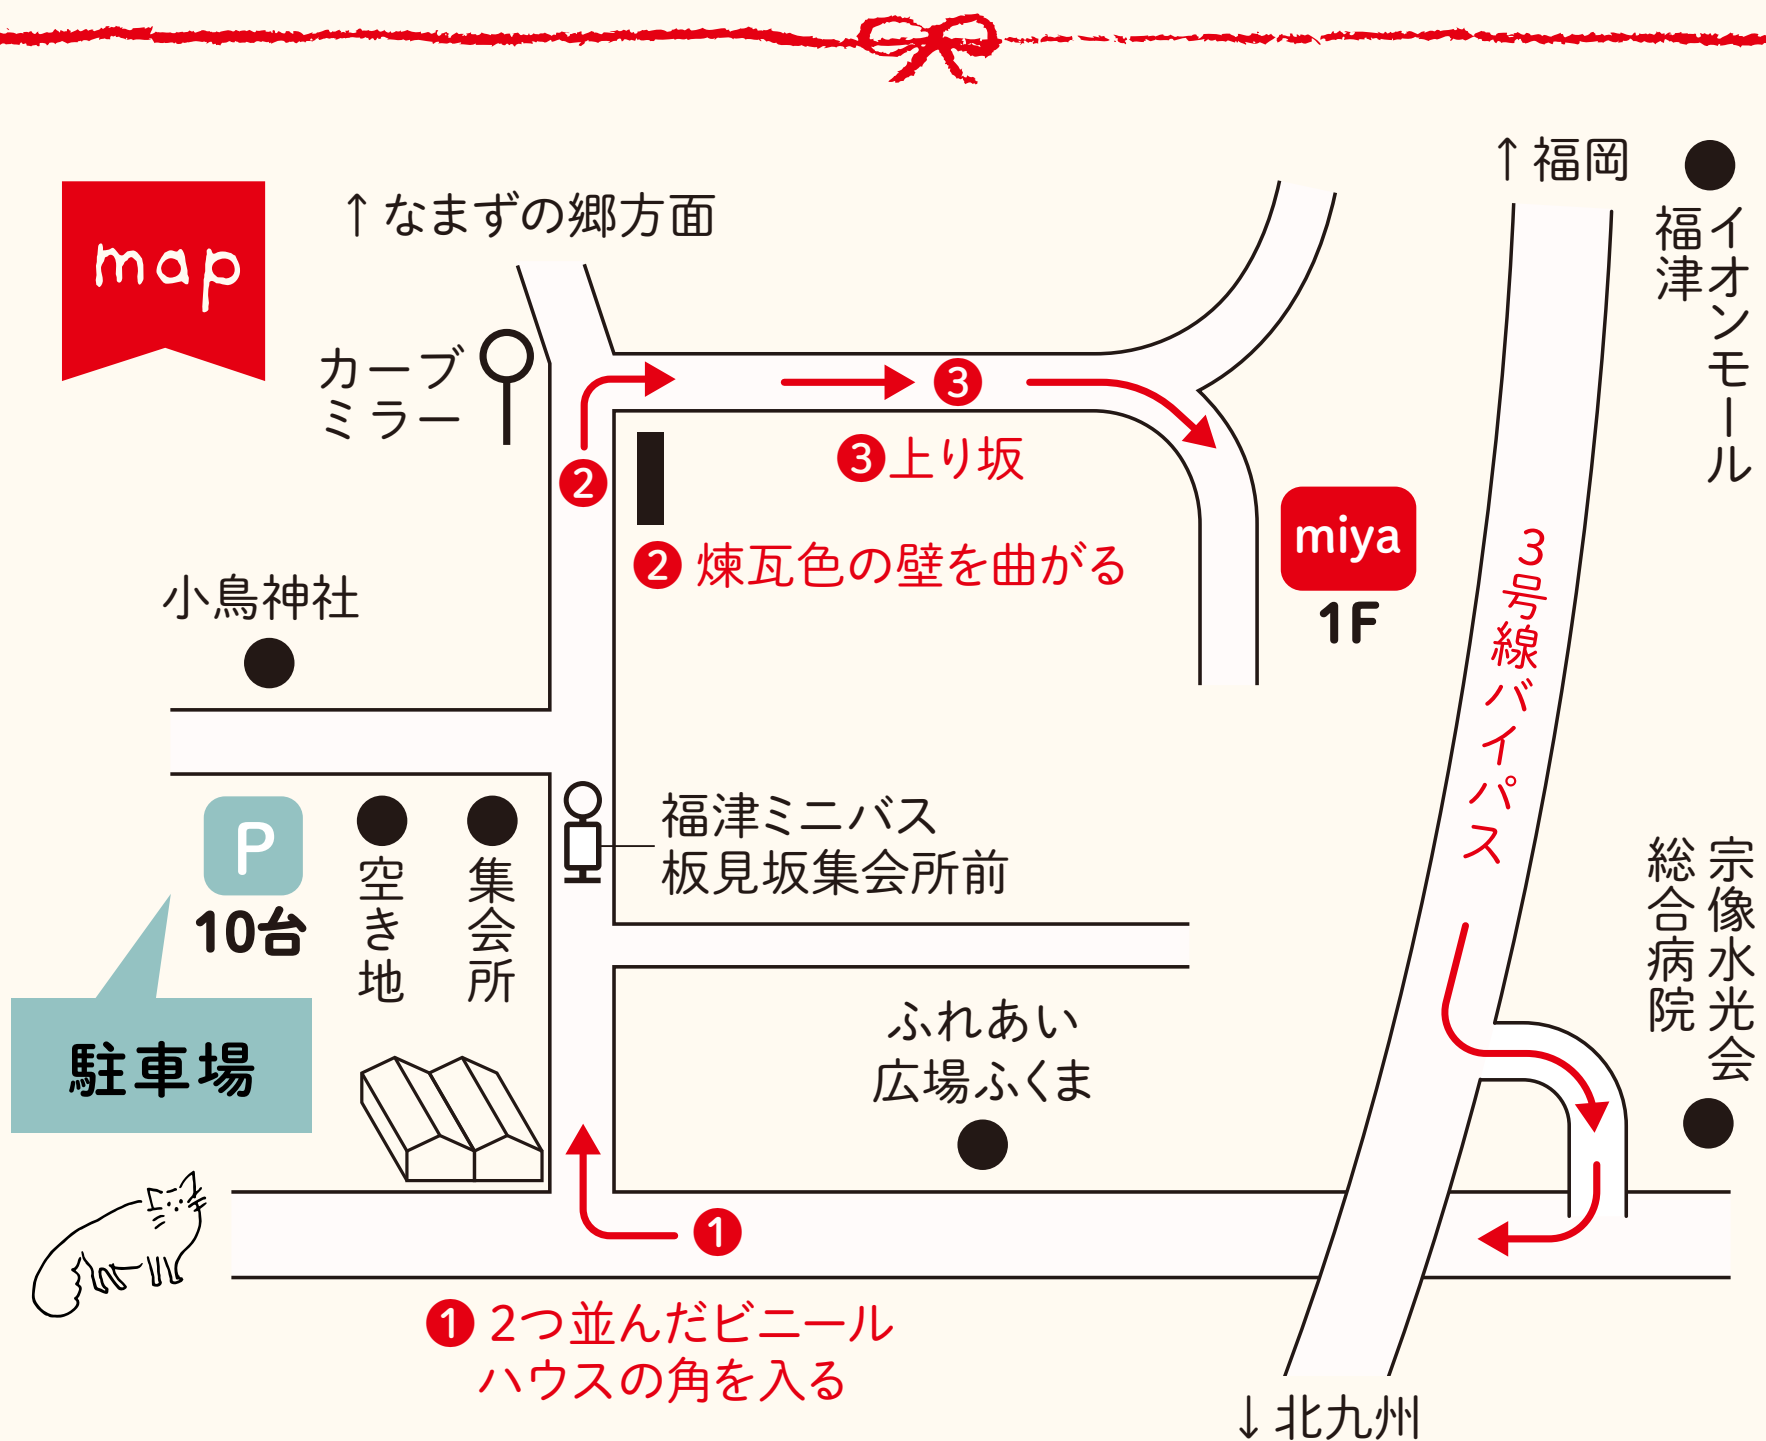 map
↑なまずの郷方面
↑福岡
イオンモール
福津
カーブ
ミラー
3
3上り坂
2
2 煉瓦色の壁を曲がる
miya
1F
3号線バイパス
小鳥神社
P
10台
駐車場
空き地
集会所
福津ミニバス
板見坂集会所前
宗像水光会
総合病院
ふれあい
広場ふくま
1
1 2つ並んだビニール
ハウスの角を入る
↓北九州